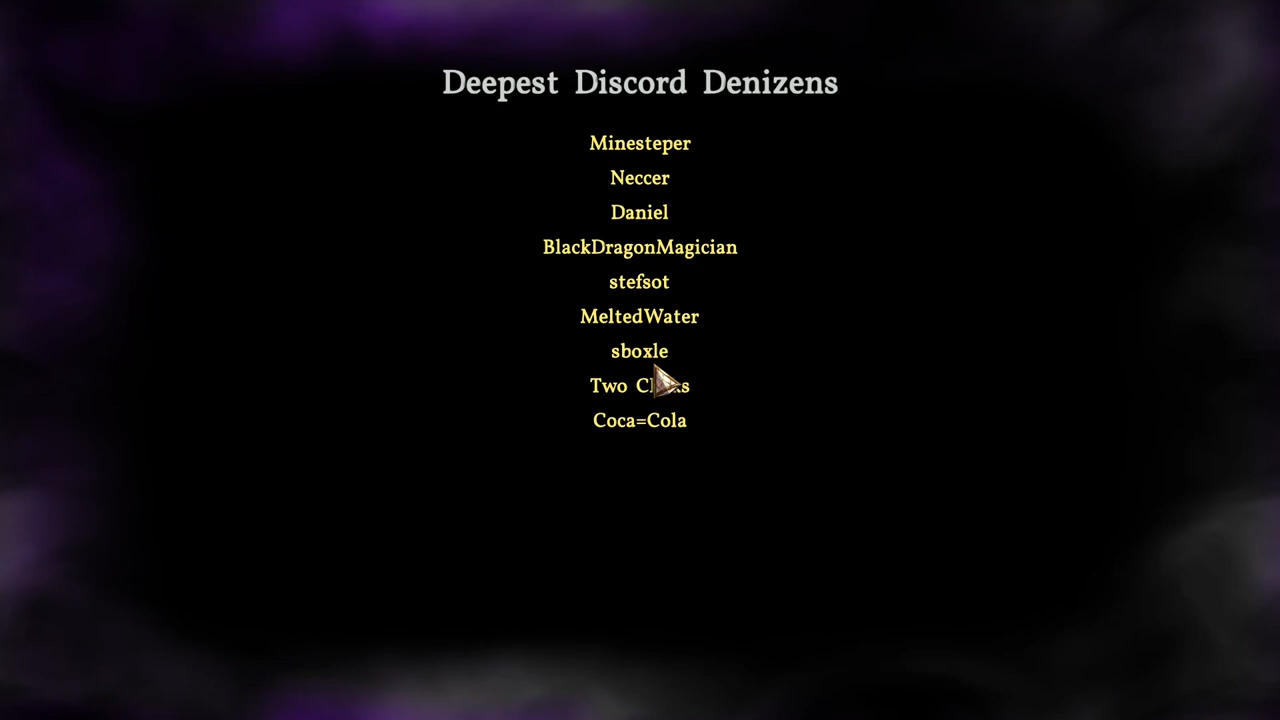 Deepest Discord Denizens
Minesteper
Neccer
Daniel
BlackDragonMagician
stefsot
MeltedWater
sboxle
Two
Coca=Cola